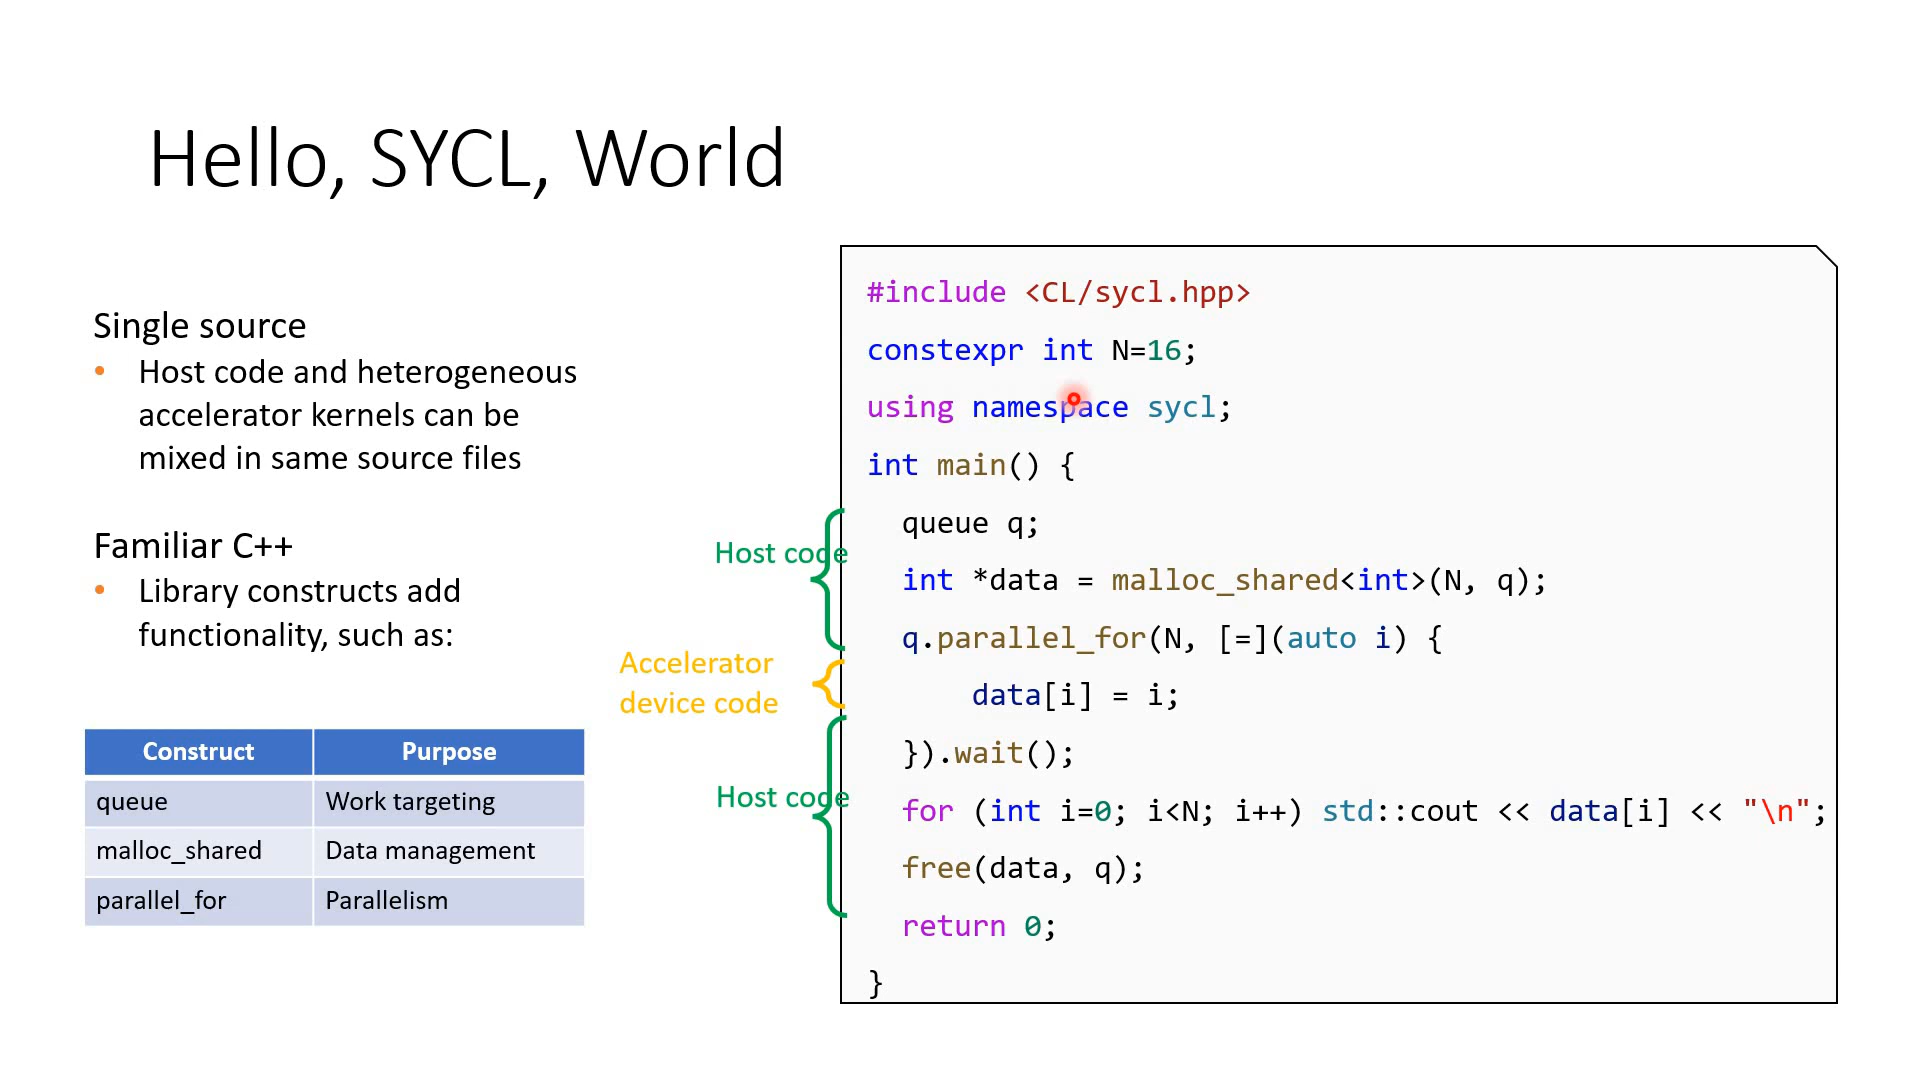 Hello, SYCL, World
Single source
• Host code and heterogeneous
accelerator kernels can be
mixed in same source files
Familiar C++
• Library constructs add
functionality, such as:
Construct Purpose
queue Work targeting
malloc_shared Data management
parallel_for Parallelism
Host code
Accelerator
device code
Host code
#include <CL/sycl.hpp>
constexpr int N=16;
using namespace sycl;
int main() {
  queue q;
  int *data = malloc_shared<int>(N, q);
  q.parallel_for(N, [=](auto i) {
      data[i] = i;
  }).wait();
  for (int i=0; i<N; i++) std::cout << data[i] << "\n";
  free(data, q);
  return 0;
}